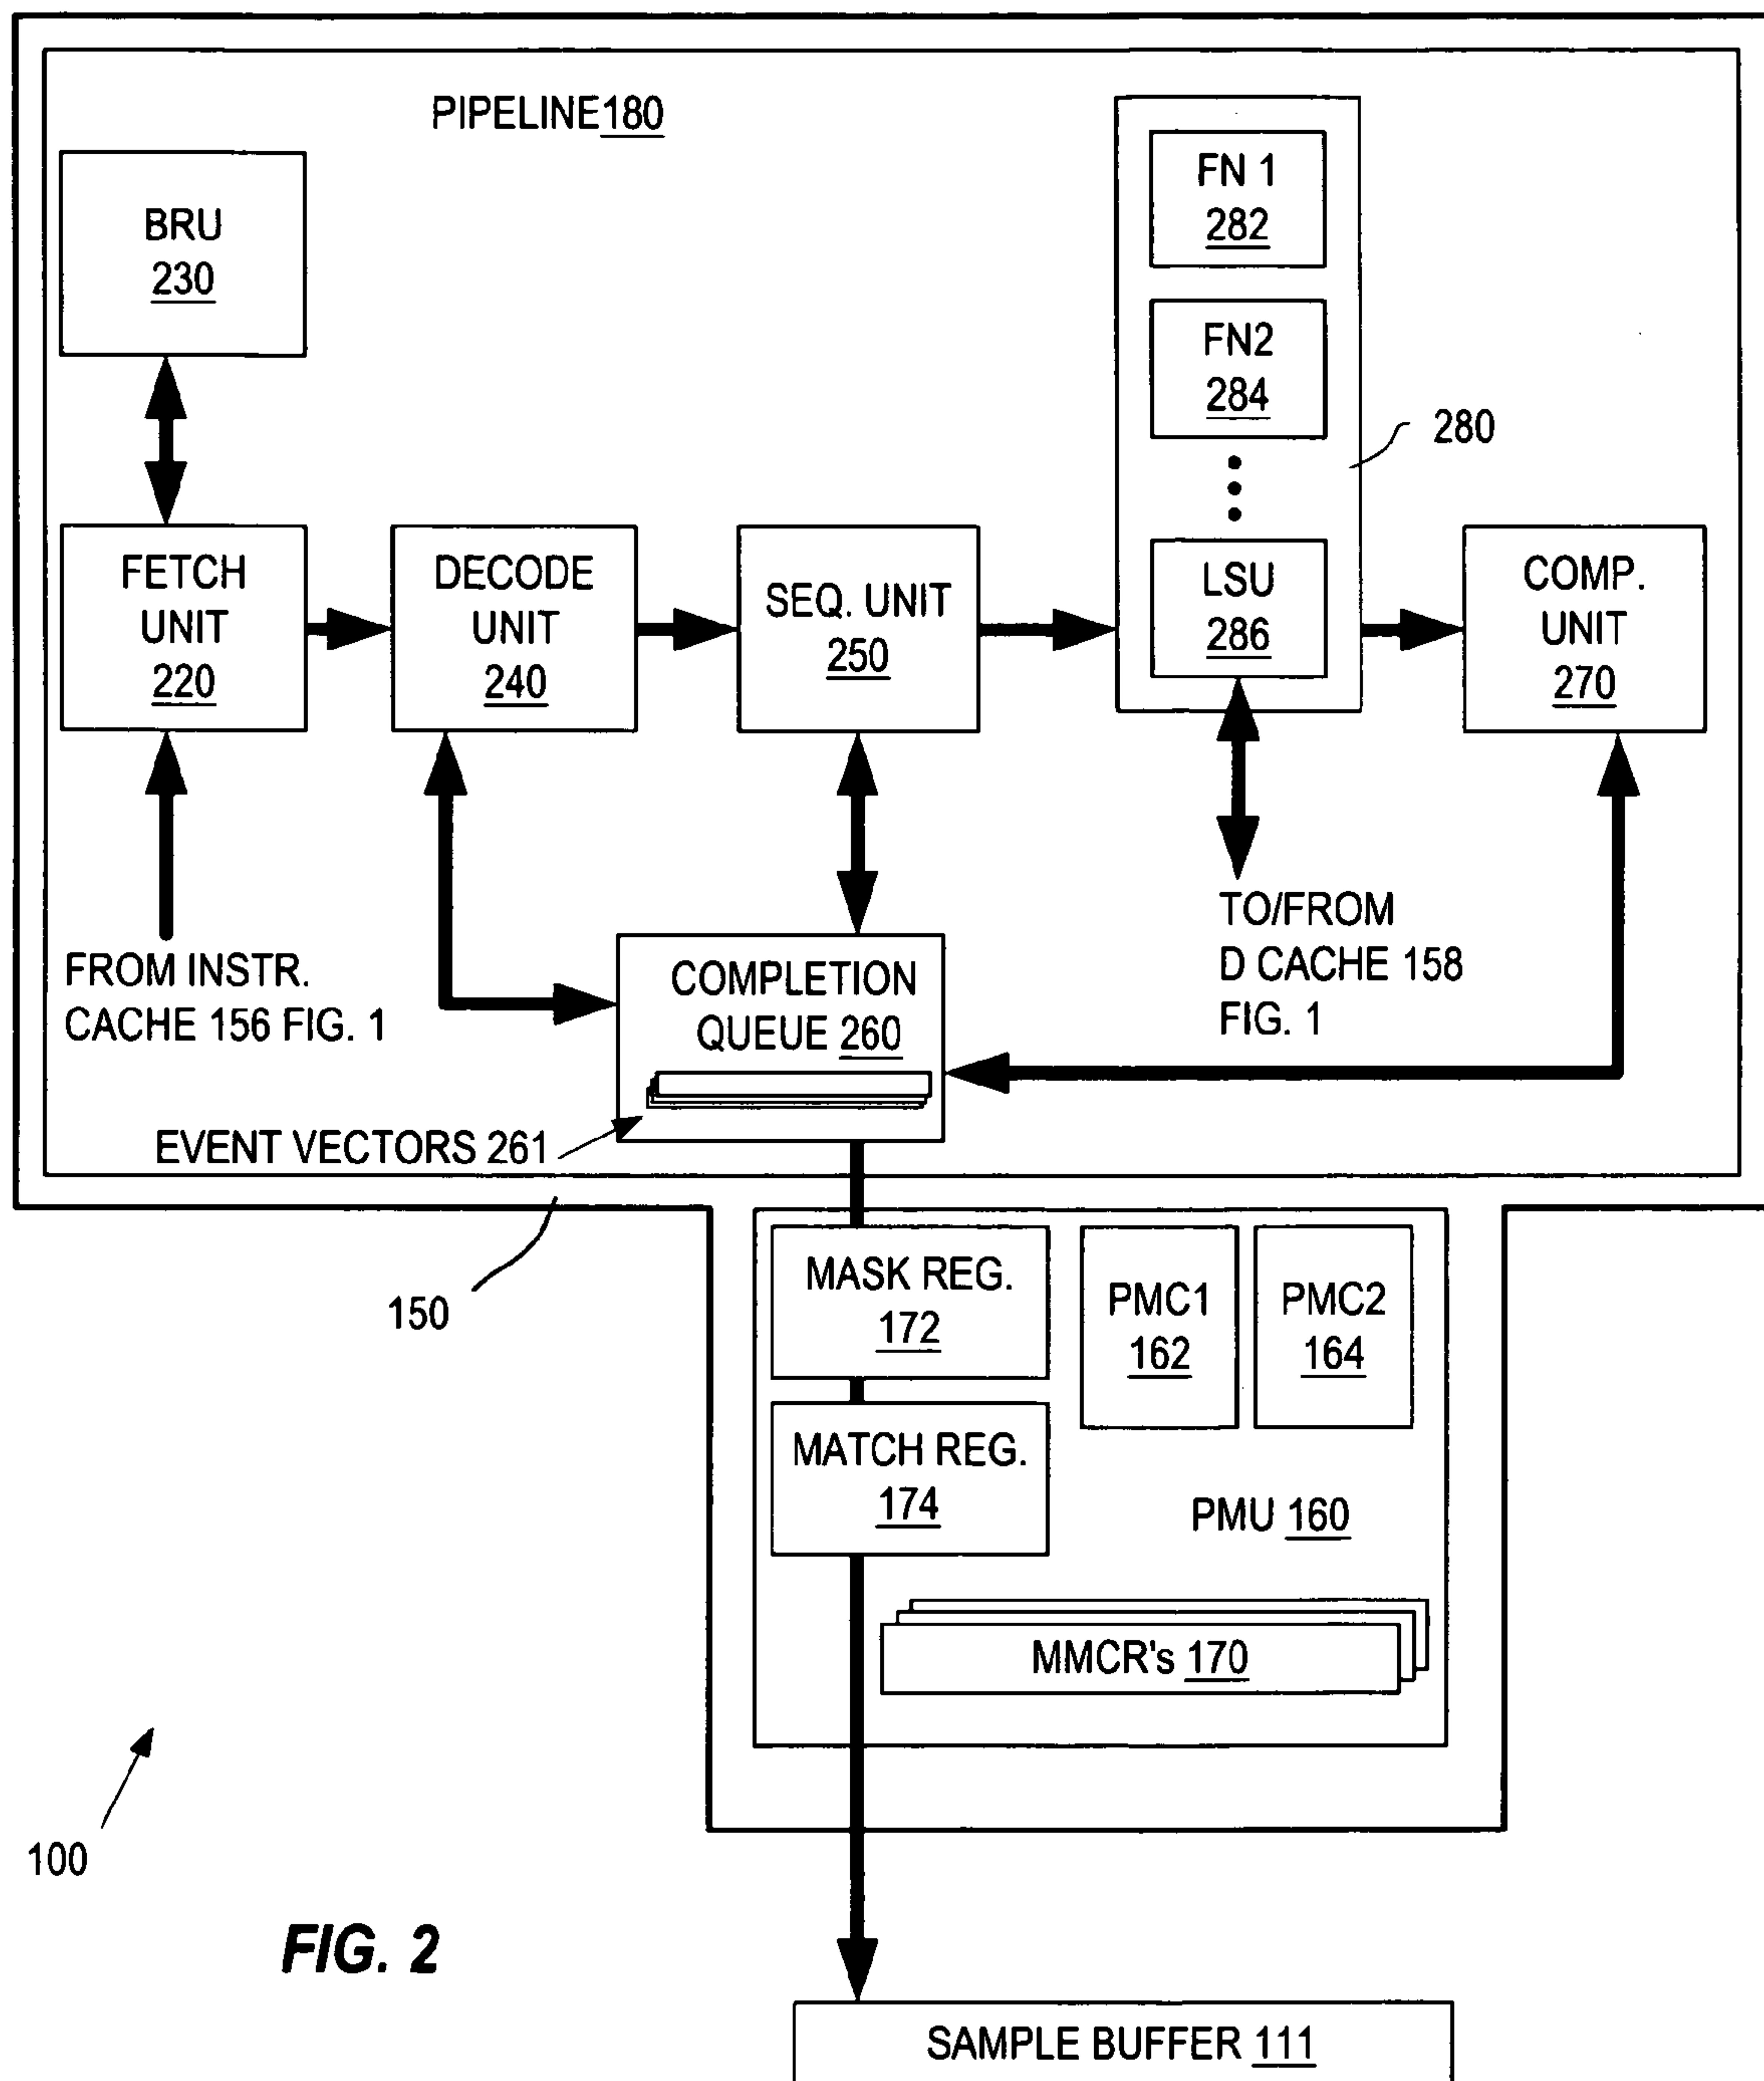 PIPELINE 180
BRU
230
FN 1
282
FN2
284
280
FETCH
UNIT
220
DECODE
UNIT
240
SEQ. UNIT
250
LSU
286
COMP.
UNIT
270
FROM INSTR.
CACHE 156 FIG. 1
COMPLETION
QUEUE 260
TO/FROM
D CACHE 158
FIG. 1
EVENT VECTORS 261
150
MASK REG.
172
PMC1
162
PMC2
164
MATCH REG.
174
PMU 160
MMCR's 170
100
FIG. 2
SAMPLE BUFFER 111